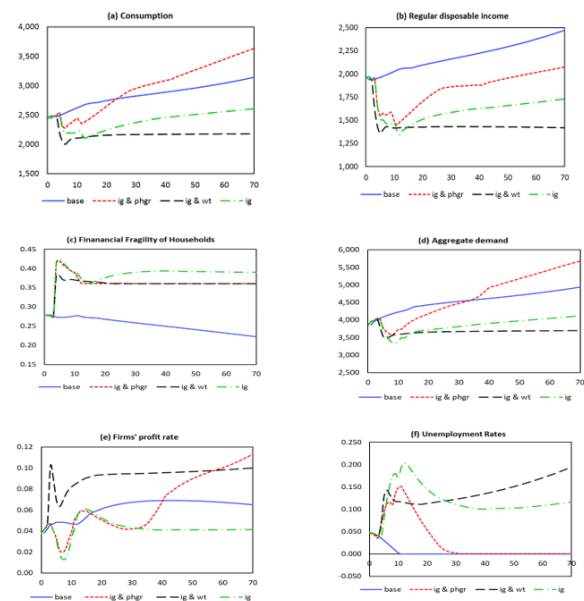 (a) Consumption
4,000
3,500
3,000
2,500
2,000
1,500
0 10 20 30 40 50 60 70
base ig & phgr ig & wt ig
(b) Regular disposable income
2,500
2,250
2,000
1,750
1,500
1,250
1,000
0 10 20 30 40 50 60 70
base ig & phgr ig & wt ig
(c) Finanancial Fragility of Households
0.45
0.40
0.35
0.30
0.25
0.20
0.15
0 10 20 30 40 50 60 70
base ig & phgr ig & wt ig
(d) Aggregate demand
6,000
5,500
5,000
4,500
4,000
3,500
3,000
2,500
0 10 20 30 40 50 60 70
base ig & phgr ig & wt ig
(e) Firms' profit rate
0.12
0.10
0.08
0.06
0.04
0.02
0.00
0 10 20 30 40 50 60 70
base ig & phgr ig & wt ig
(f) Unemployment Rates
0.250
0.200
0.150
0.100
0.050
0.000
-0.050
0 10 20 30 40 50 60 70
base ig & phgr ig & wt ig